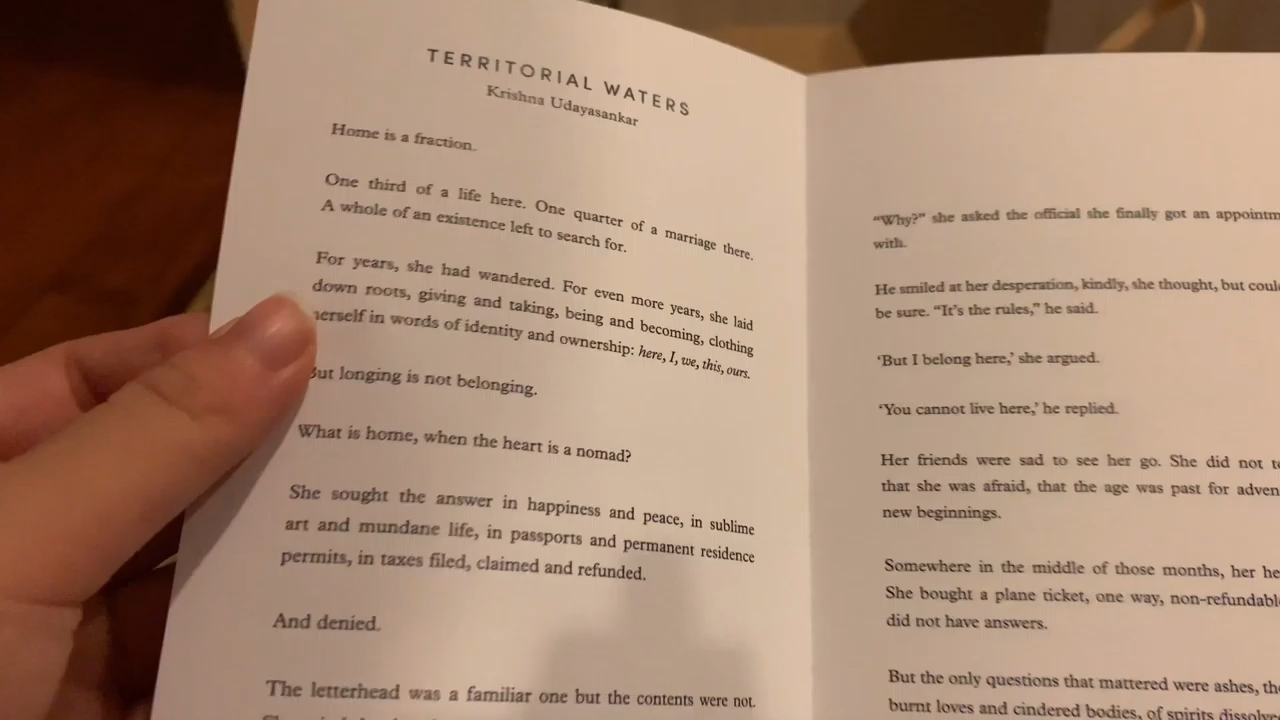 TERRITORIAL WATERS
Krishna Udayasankar
Home is a fraction.
One third of a life here. One quarter of a marriage there.
A whole of an existence left to search for.
For years, she had wandered. For even more years, she laid
down roots, giving and taking, being and becoming, clothing
herself in words of identity and ownership: here, I, we, this, ours.
But longing is not belonging.
What is home, when the heart is a nomad?
She sought the answer in happiness and peace, in sublime
art and mundane life, in passports and permanent residence
permits, in taxes filed, claimed and refunded.
And denied.
The letterhead was a familiar one but the contents were not.
“Why?” she asked the official she finally got an
with.
He smiled at her desperation, kindly, she thought, but
be sure. “It’s the rules,” he said.
‘But I belong here,’ she argued.
‘You cannot live here,’ he replied.
Her friends were sad to see her go. She did not
that she was afraid, that the age was past for
new beginnings.
Somewhere in the middle of those months, her
She bought a plane ticket, one way,
did not have answers.
But the only questions that mattered were ashes,
burnt loves and cindered bodies, of spirits